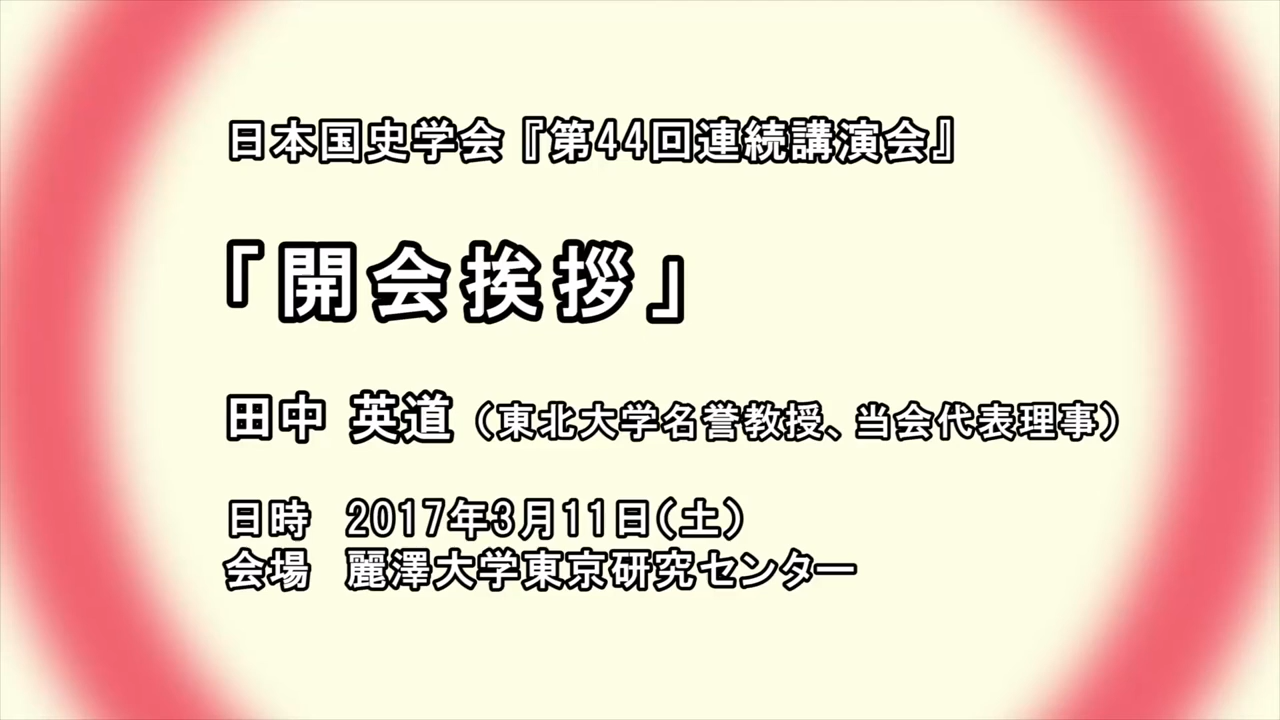 日本国史学会『第44回連続講演会』
「開会挨拶」
田中 英道（東北大学名誉教授、当会代表理事）
日時　2017年3月11日（土）
会場　麗澤大学東京研究センター